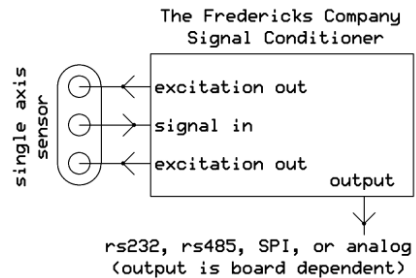 The Fredericks Company
Signal Conditioner
single axis
sensor
excitation out
signal in
excitation out
output
rs232, rs485, SPI, or analog
(output is board dependent)